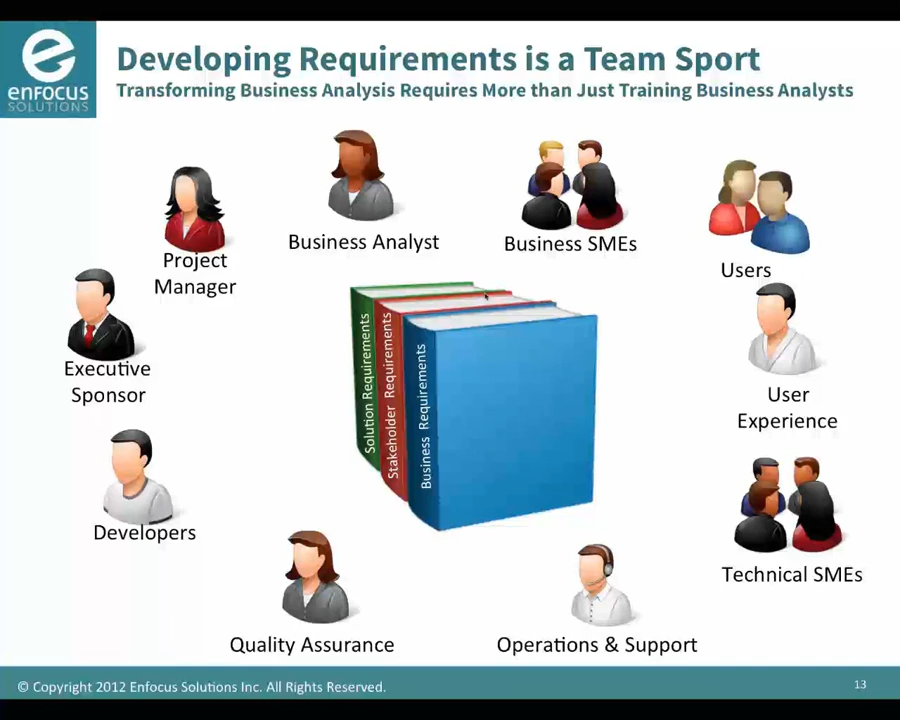 enfocus
SOLUTIONS
Developing Requirements is a Team Sport
Transforming Business Analysis Requires More than Just Training Business Analysts
Business Analyst
Business SMEs
Project
Manager
Users
Executive
Sponsor
User
Experience
Solution Requirements
Stakeholder Requirements
Business Requirements
Developers
Technical SMEs
Quality Assurance
Operations & Support
© Copyright 2012 Enfocus Solutions Inc. All Rights Reserved.
13